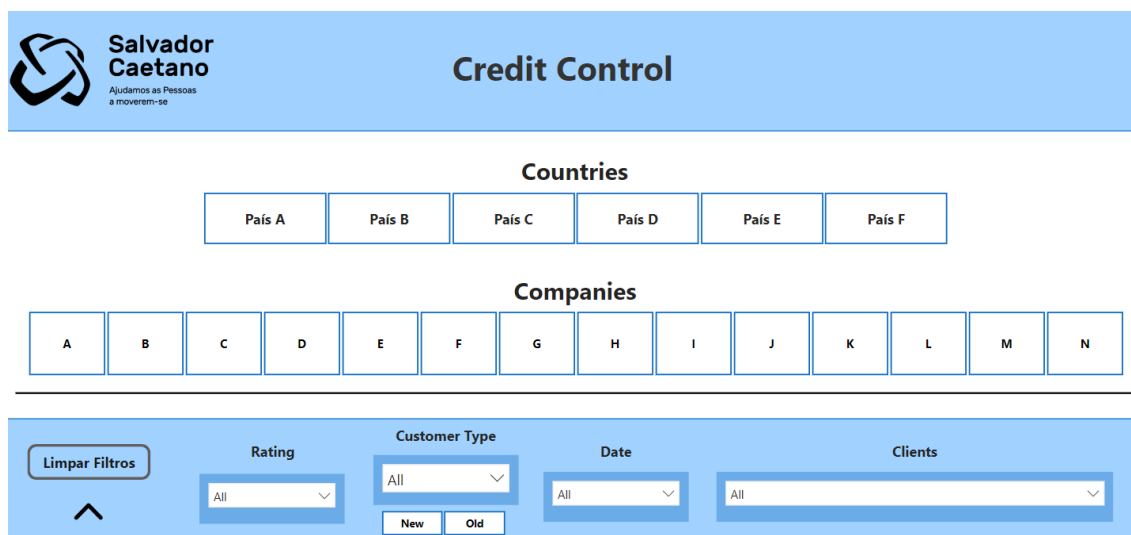 Salvador
Caetano
Ajudamos as Pessoas
a moverem-se
Credit Control
Countries
País A País B País C País D País E País F
Companies
A B C D E F G H I J K L M N
Limpar Filtros
Rating
All
Customer Type
All
New Old
Date
All
Clients
All